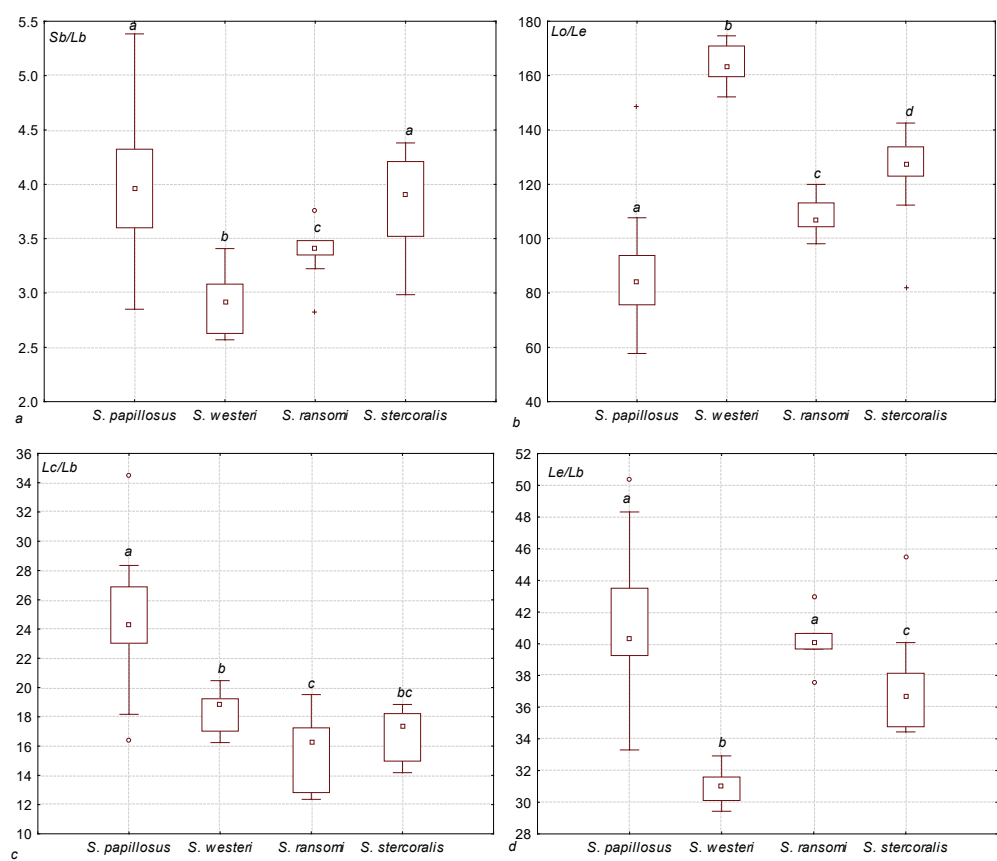 Sb/Lb
5.5
5.0
4.5
4.0
3.5
3.0
2.5
2.0
a
b
c
a
S. papillosus S. westeri S. ransomi S. stercoralis
a
Lo/Le
180
160
140
120
100
80
60
40
a
b
c
d
S. papillosus S. westeri S. ransomi S. stercoralis
b
Lc/Lb
36
34
32
30
28
26
24
22
20
18
16
14
12
10
a
b
c
bc
S. papillosus S. westeri S. ransomi S. stercoralis
c
Le/Lb
52
50
48
46
44
42
40
38
36
34
32
30
28
a
b
a
c
S. papillosus S. westeri S. ransomi S. stercoralis
d